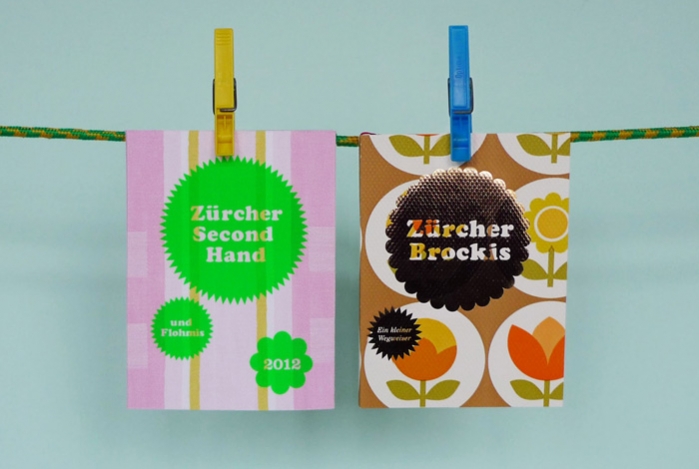 Zürcher
Second
Hand
und
Flohmis
2012
Zürcher
Brockis
Ein kleiner
Wegweiser